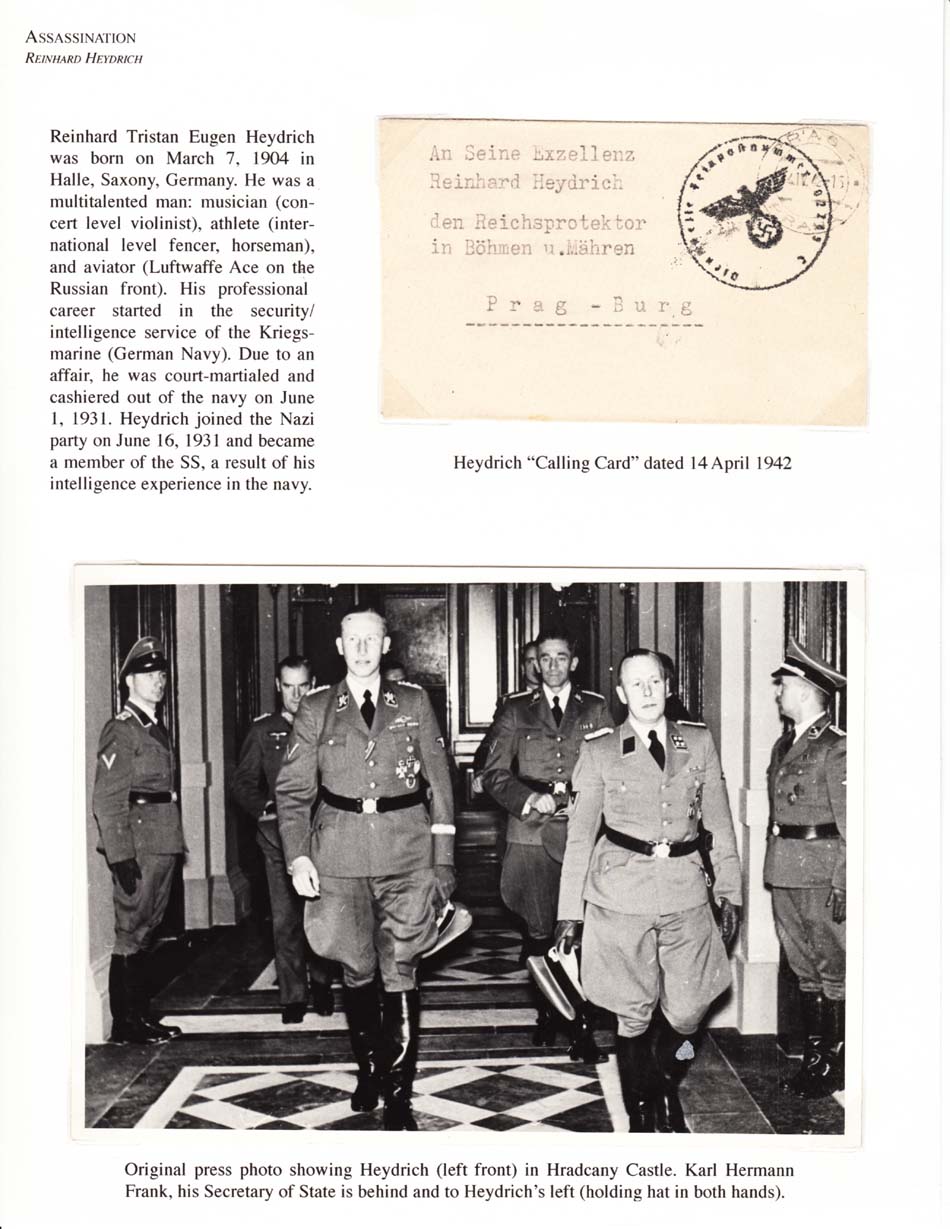 ASSASSINATION
REINHARD HEYDRICH
Reinhard Tristan Eugen Heydrich
was born on March 7, 1904 in
Halle, Saxony, Germany. He was a
multitalented man: musician (con-
cert level violinist), athlete (inter-
national level fencer, horseman),
and aviator (Luftwaffe Ace on the
Russian front). His professional
career started in the security/
intelligence service of the Kriegs-
marine (German Navy). Due to an
affair, he was court-martialed and
cashiered out of the navy on June
1, 1931. Heydrich joined the Nazi
party on June 16, 1931 and became
a member of the SS, a result of his
intelligence experience in the navy.
An Seine Exzellenz
Reinhard Heydrich
den Reichsprotektor
in Böhmen u.Mähren
Prag - Burg
Heydrich “Calling Card” dated 14 April 1942
Original press photo showing Heydrich (left front) in Hradcany Castle. Karl Hermann
Frank, his Secretary of State is behind and to Heydrich’s left (holding hat in both hands).